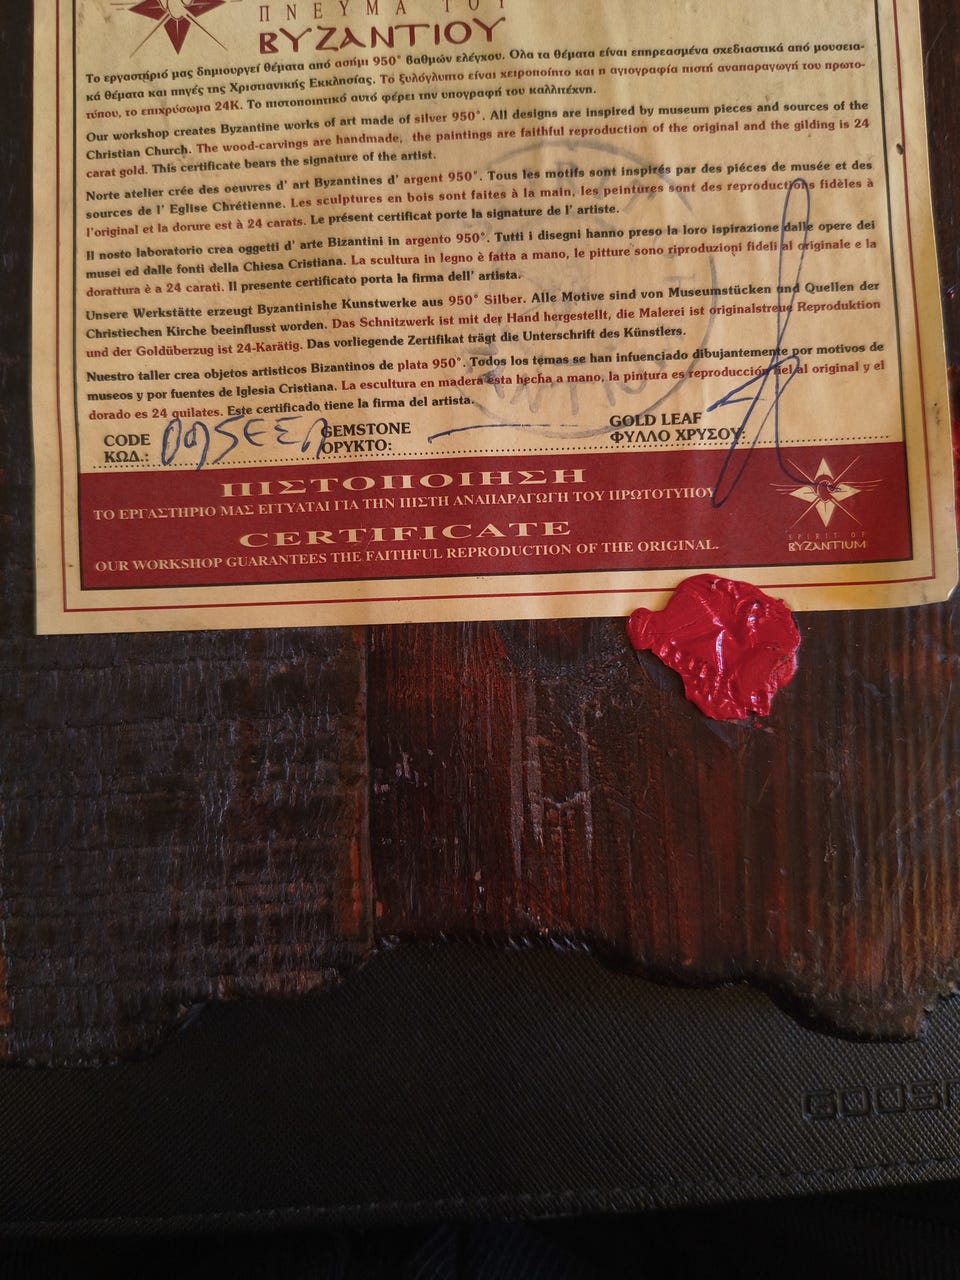 ΠΝΕΥΜΑ ΤΟΥ
ΒΥΖΑΝΤΙΟΥ
Το εργαστήριό μας δημιουργεί θέματα από ασήμι 950° βαθμών ελέγχου. Ολα τα θέματα είναι επηρεασμένα σχεδιαστικά από μουσεια-
κά θέματα και πηγές της Χριστιανικής Εκκλησίας. Το ξυλόγλυπτο είναι χειροποίητο και η αγιογραφία πιστή αναπαραγωγή του πρωτο-
τύπου, το επιχρύσωμα 24Κ. Το πιστοποιητικό αυτό φέρει την υπογραφή του καλλιτέχνη.
Our workshop creates Byzantine works of art made of silver 950°. All designs are inspired by museum pieces and sources of the
Christian Church. The wood-carvings are handmade, the paintings are faithful reproduction of the original and the gilding is 24
carat gold. This certificate bears the signature of the artist.
Norte atelier crée des oeuvres d' art Byzantines d' argent 950°. Tous les motifs sont inspirés par des piéces de musée et des
sources de l' Eglise Chrétienne. Les sculptures en bois sont faites à la main, les peintures sont des reproductions fidèles à
l'original et la dorure est à 24 carats. Le présent certificat porte la signature de l' artiste.
Il nosto laboratorio crea oggetti d' arte Bizantini in argento 950°. Tutti i disegni hanno preso la loro ispirazione dalle opere dei
musei ed dalle fonti della Chiesa Cristiana. La scultura in legno è fatta a mano, le pitture sono riproduzioni fideli al originale e la
dorattura è a 24 carati. Il presente certificato porta la firma dell' artista.
Unsere Werkstätte erzeugt Byzantinishe Kunstwerke aus 950° Silber. Alle Motive sind von Museumstücken und Quellen der
Christiechen Kirche beeinflusst worden. Das Schnitzwerk ist mit der Hand hergestellt, die Malerei ist originalstreue Reproduktion
und der Goldüberzug ist 24-Karätig. Das vorliegende Zertifikat trägt die Unterschrift des Künstlers.
Nuestro taller crea objetos artisticos Bizantinos de plata 950°. Todos los temas se han infuenciado dibujantemente por motivos de
museos y por fuentes de Iglesia Cristiana. La escultura en madera esta hecha a mano, la pintura es reproducción fiel al original y el
dorado es 24 quilates. Este certificado tiene la firma del artista.
CODE GEMSTONE GOLD LEAF
ΚΩΔ.: ΟΡΥΚΤΟ: ΦΥΛΛΟ ΧΡΥΣΟΥ:
ΠΙΣΤΟΠΟΙΗΣΗ
ΤΟ ΕΡΓΑΣΤΗΡΙΟ ΜΑΣ ΕΓΓΥΑΤΑΙ ΓΙΑ ΤΗΝ ΠΙΣΤΗ ΑΝΑΠΑΡΑΓΩΓΗ ΤΟΥ ΠΡΩΤΟΤΥΠΟΥ
CERTIFICATE
OUR WORKSHOP GUARANTEES THE FAITHFUL REPRODUCTION OF THE ORIGINAL.
SPIRIT OF
BYZANTIUM